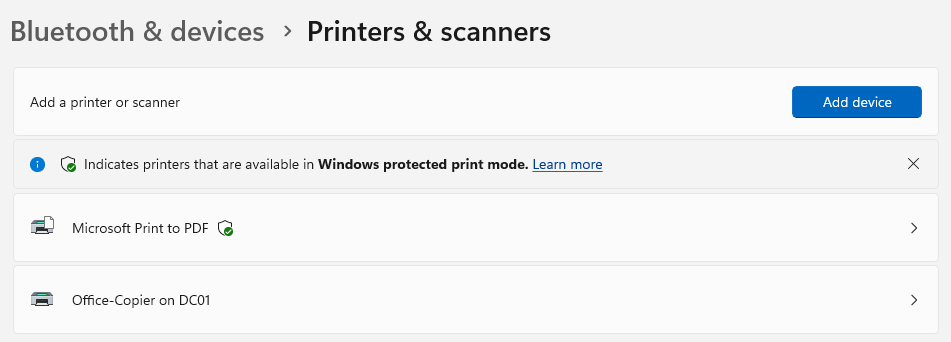 Bluetooth & devices › Printers & scanners
Add a printer or scanner
Add device
Indicates printers that are available in Windows protected print mode. Learn more
Microsoft Print to PDF
Office-Copier on DC01